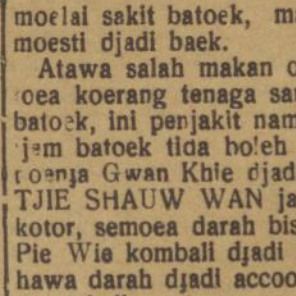 moelai sakit batoek, m
moesti djadi baek.
Atawa salah makan
oea koerang tenaga sa
batoek, ini penjakit nam
jem batoek tida boleh
roenja Gwan Khie djad
TJIE SHAUW WAN ja
kotor, semoea darah bis
Pie Wie kombali djadi
hawa darah djadi accoo